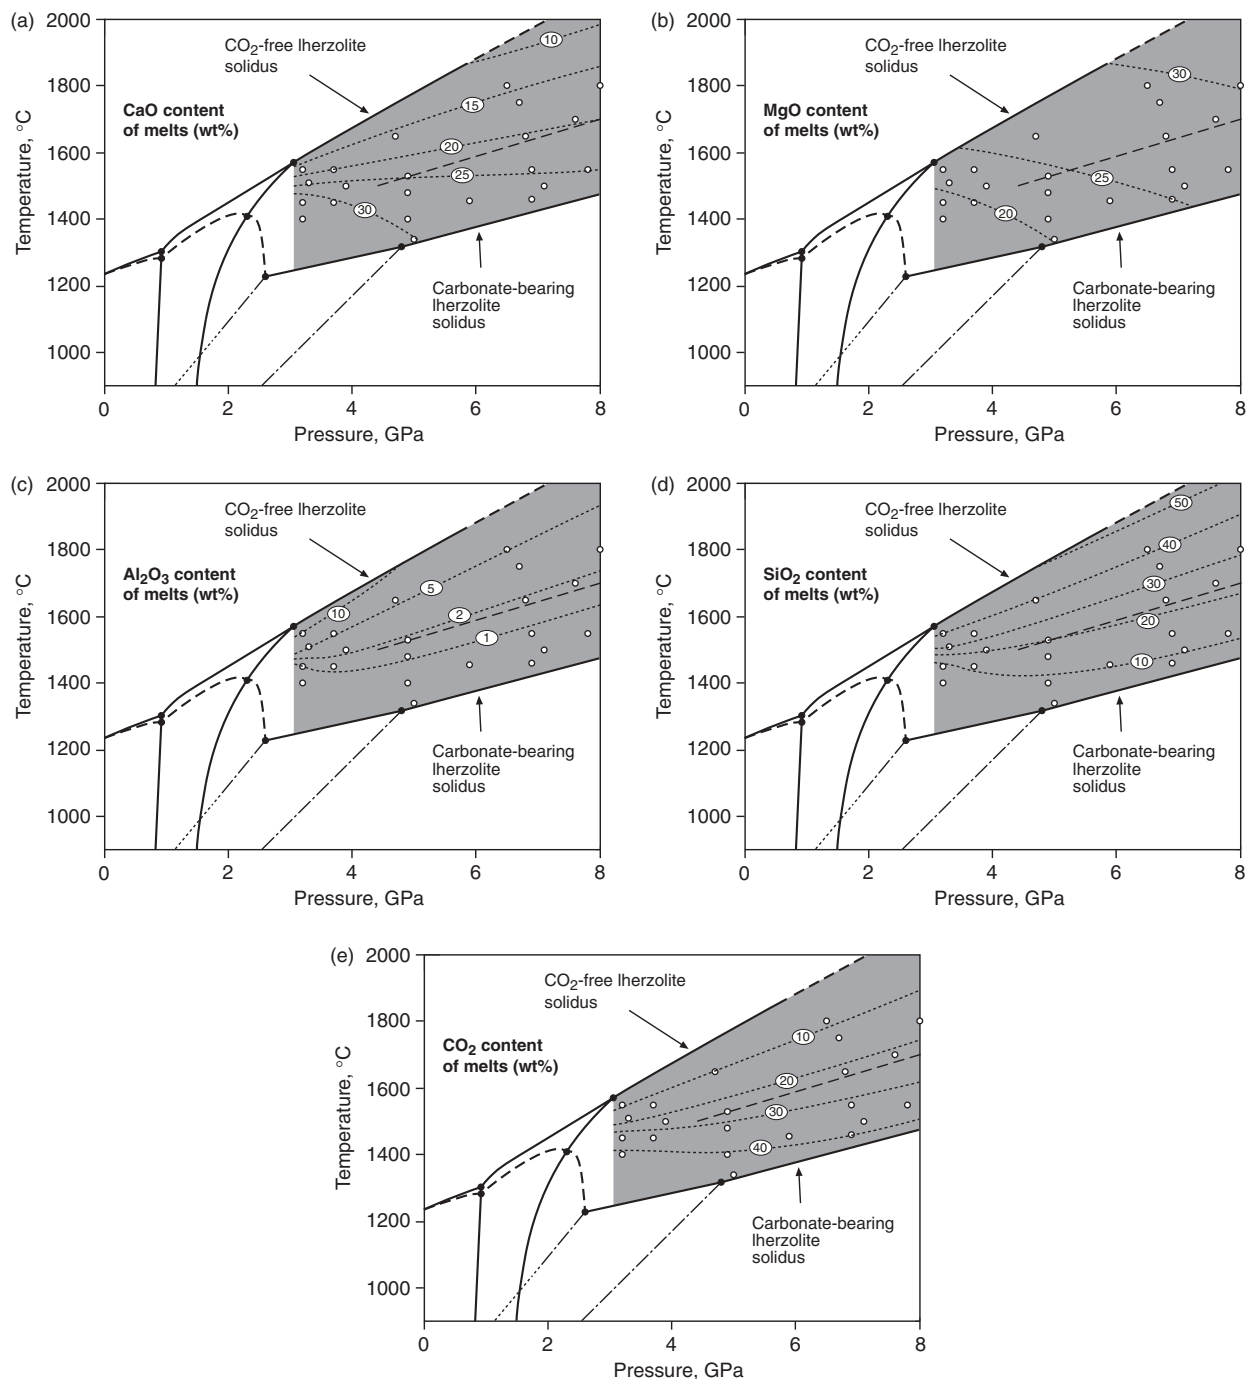 (a)
2000
1800
1600
1400
1200
1000
Temperature, °C
CO2-free lherzolite
solidus
CaO content
of melts (wt%)
10
15
20
25
30
Carbonate-bearing
lherzolite
solidus
0 2 4 6 8
Pressure, GPa
(b)
2000
1800
1600
1400
1200
1000
Temperature, °C
CO2-free lherzolite
solidus
MgO content
of melts (wt%)
30
25
20
Carbonate-bearing
lherzolite
solidus
0 2 4 6 8
Pressure, GPa
(c)
2000
1800
1600
1400
1200
1000
Temperature, °C
CO2-free lherzolite
solidus
Al2O3 content
of melts (wt%)
10
5
2
1
Carbonate-bearing
lherzolite
solidus
0 2 4 6 8
Pressure, GPa
(d)
2000
1800
1600
1400
1200
1000
Temperature, °C
CO2-free lherzolite
solidus
SiO2 content
of melts (wt%)
50
40
30
20
10
Carbonate-bearing
lherzolite
solidus
0 2 4 6 8
Pressure, GPa
(e)
2000
1800
1600
1400
1200
1000
Temperature, °C
CO2-free lherzolite
solidus
CO2 content
of melts (wt%)
10
20
30
40
Carbonate-bearing
lherzolite
solidus
0 2 4 6 8
Pressure, GPa